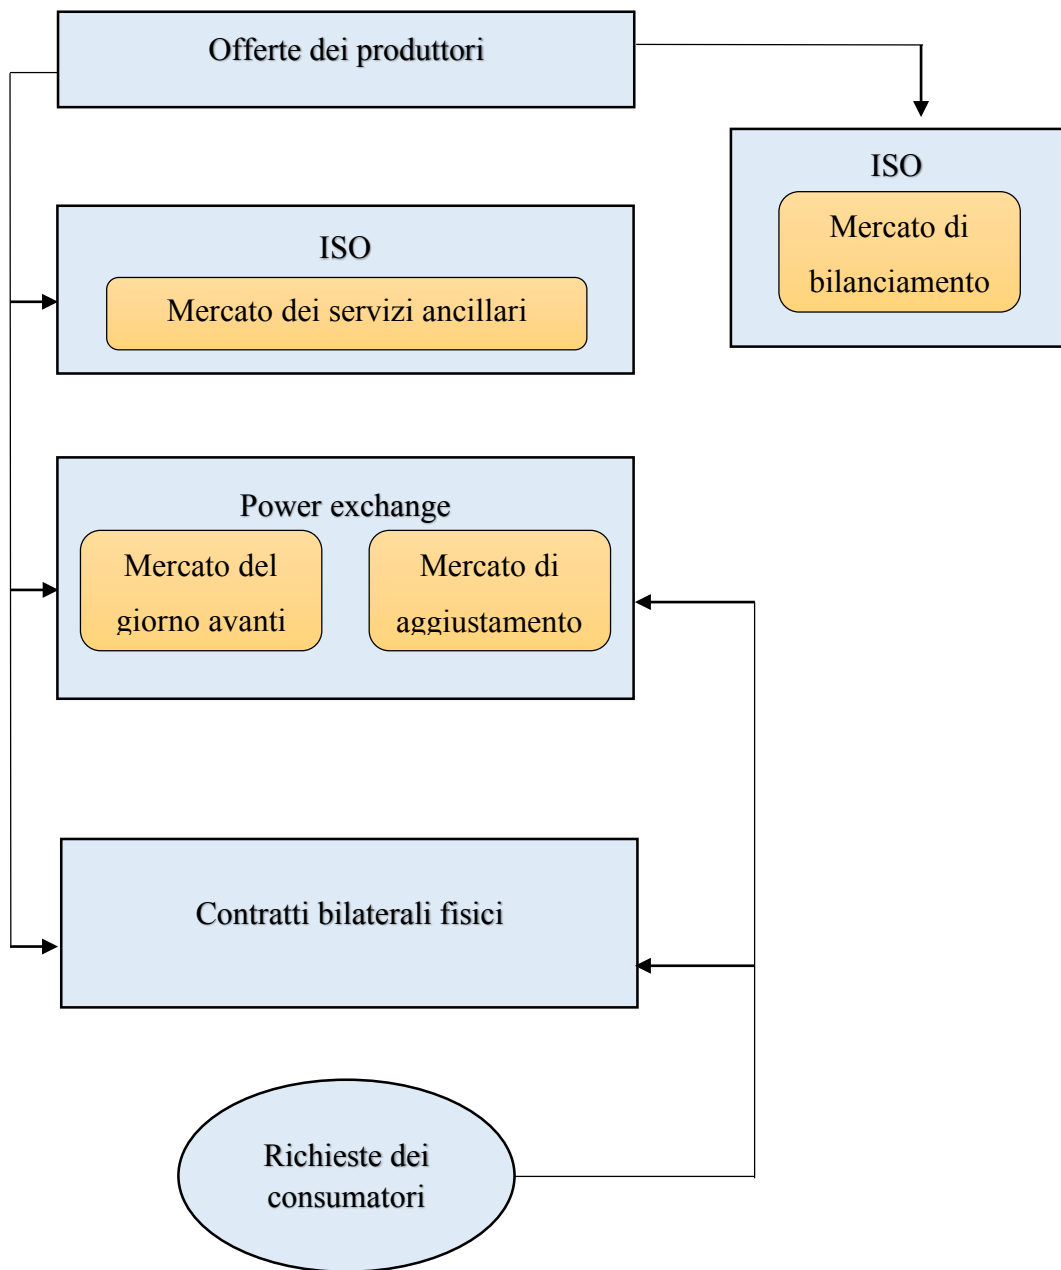 Offerte dei produttori
ISO
Mercato di
bilanciamento
ISO
Mercato dei servizi ancillari
Power exchange
Mercato del
giorno avanti
Mercato di
aggiustamento
Contratti bilaterali fisici
Richieste dei
consumatori